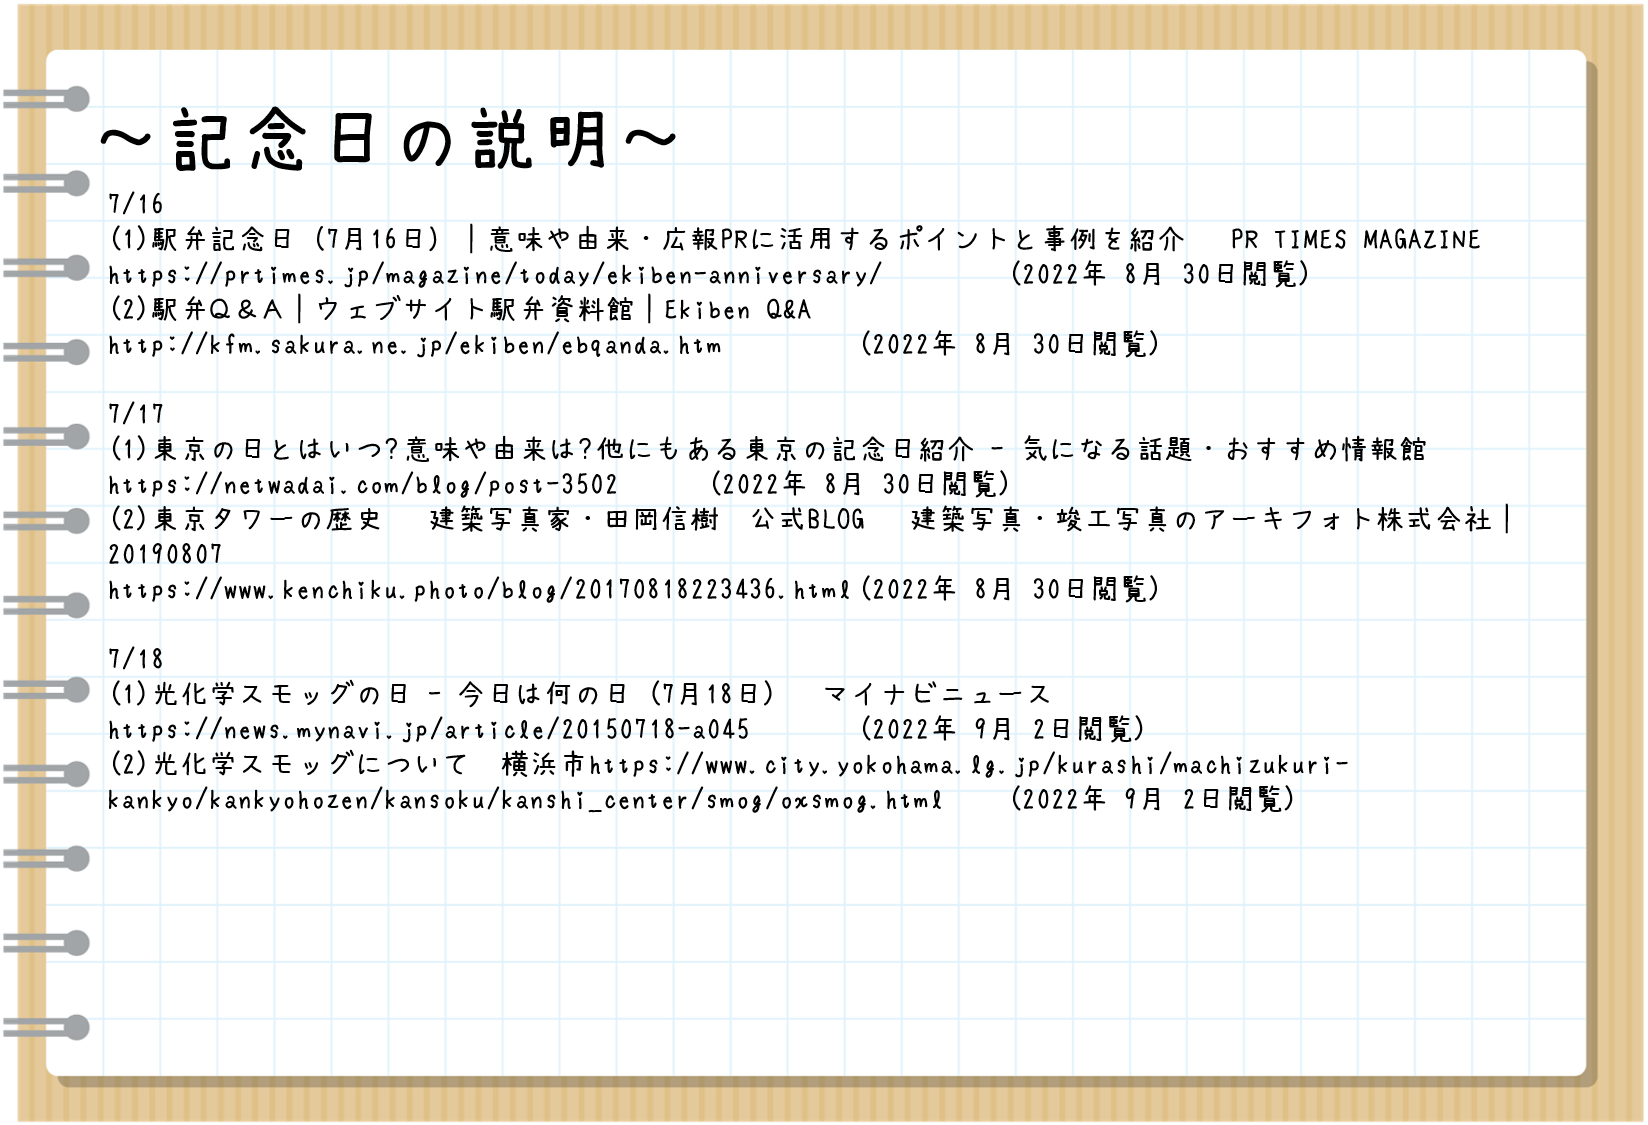 ～記念日の説明～
7/16
(1)駅弁記念日 (7月16日) ｜意味や由来・広報PRに活用するポイントと事例を紹介　PR TIMES MAGAZINE
https://prtimes.jp/magazine/today/ekiben-anniversary/　(2022年 8月 30日閲覧)
(2)駅弁Ｑ＆Ａ｜ウェブサイト駅弁資料館｜Ekiben Q&A
http://kfm.sakura.ne.jp/ekiben/ebqanda.htm　(2022年 8月 30日閲覧)
7/17
(1)東京の日とはいつ?意味や由来は?他にもある東京の記念日紹介 - 気になる話題・おすすめ情報館
https://netwadai.com/blog/post-3502　(2022年 8月 30日閲覧)
(2)東京タワーの歴史　建築写真家・田岡信樹　公式BLOG　建築写真・竣工写真のアーキフォト株式会社｜
20190807
https://www.kenchiku.photo/blog/20170818223436.html (2022年 8月 30日閲覧)
7/18
(1)光化学スモッグの日 - 今日は何の日 (7月18日)　マイナビニュース
https://news.mynavi.jp/article/20150718-a045　(2022年 9月 2日閲覧)
(2)光化学スモッグについて　横浜市https://www.city.yokohama.lg.jp/kurashi/machizukuri-
kankyo/kankyohozen/kansoku/kanshi_center/smog/oxsmog.html　(2022年 9月 2日閲覧)